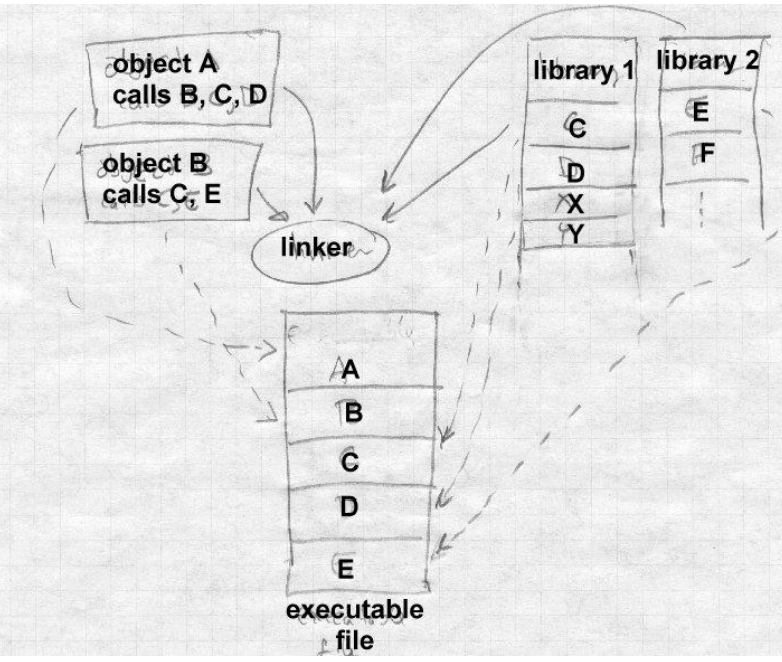 object A
calls B, C, D
object B
calls C, E
linker
library 1
C
D
X
Y
library 2
E
F
A
B
C
D
E
executable
file